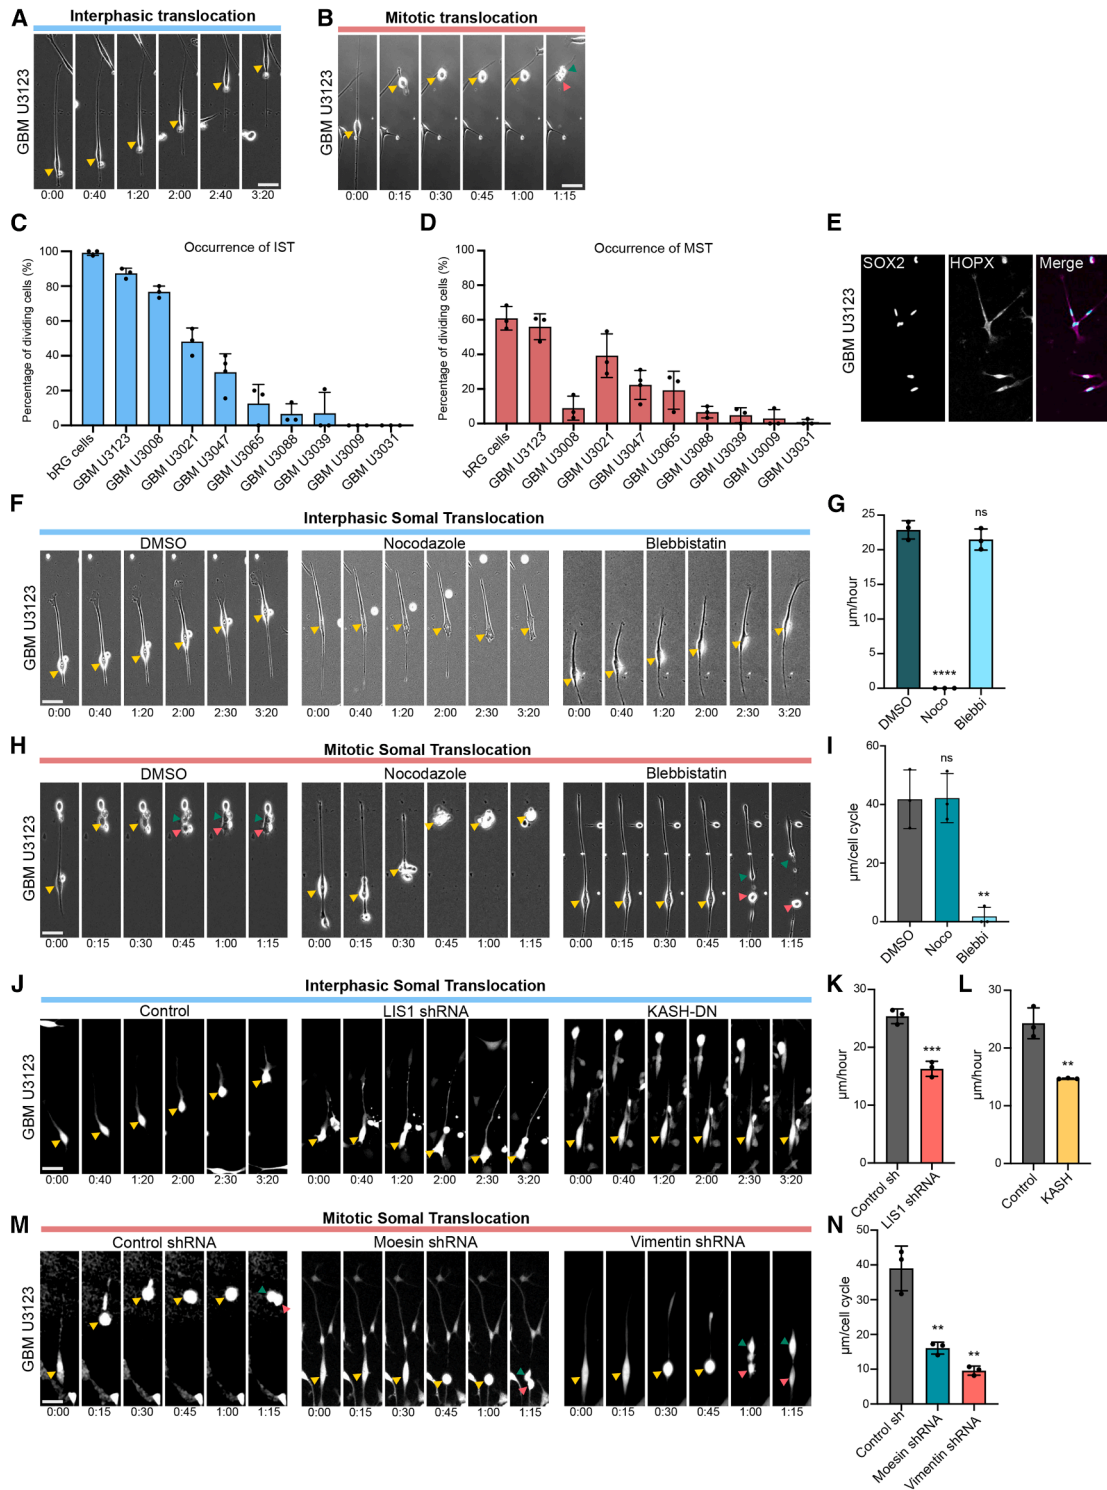 A
Interphasic translocation
GBM U3123
0:00 0:40 1:20 2:00 2:40 3:20
B
Mitotic translocation
GBM U3123
0:00 0:15 0:30 0:45 1:00 1:15
C
Occurrence of IST
Percentage of dividing cells (%)
100
80
60
40
20
0
bRG cells
GBM U3123
GBM U3008
GBM U3021
GBM U3047
GBM U3065
GBM U3088
GBM U3039
GBM U3009
GBM U3031
D
Occurrence of MST
Percentage of dividing cells (%)
100
80
60
40
20
0
bRG cells
GBM U3123
GBM U3008
GBM U3021
GBM U3047
GBM U3065
GBM U3088
GBM U3039
GBM U3009
GBM U3031
E
GBM U3123
SOX2 HOPX Merge
F
Interphasic Somal Translocation
DMSO Nocodazole Blebbistatin
GBM U3123
0:00 0:40 1:20 2:00 2:30 3:20 0:00 0:40 1:20 2:00 2:30 3:20 0:00 0:40 1:20 2:00 2:30 3:20
G
µm/hour
25
20
15
10
5
0
****
ns
DMSO
Noco
Blebbi
H
Mitotic Somal Translocation
DMSO Nocodazole Blebbistatin
GBM U3123
0:00 0:15 0:30 0:45 1:00 1:15 0:00 0:15 0:30 0:45 1:00 1:15 0:00 0:15 0:30 0:45 1:00 1:15
I
µm/cell cycle
60
40
20
0
ns
**
DMSO
Noco
Blebbi
J
Interphasic Somal Translocation
Control LIS1 shRNA KASH-DN
GBM U3123
0:00 0:40 1:20 2:00 2:30 3:20 0:00 0:40 1:20 2:00 2:30 3:20 0:00 0:40 1:20 2:00 2:30 3:20
K
µm/hour
30
20
10
0
***
Control sh
LIS1 shRNA
L
µm/hour
30
20
10
0
**
Control
KASH
M
Mitotic Somal Translocation
Control shRNA Moesin shRNA Vimentin shRNA
GBM U3123
0:00 0:15 0:30 0:45 1:00 1:15 0:00 0:15 0:30 0:45 1:00 1:15 0:00 0:15 0:30 0:45 1:00 1:15
N
µm/cell cycle
50
40
30
20
10
0
**
**
Control sh
Moesin shRNA
Vimentin shRNA